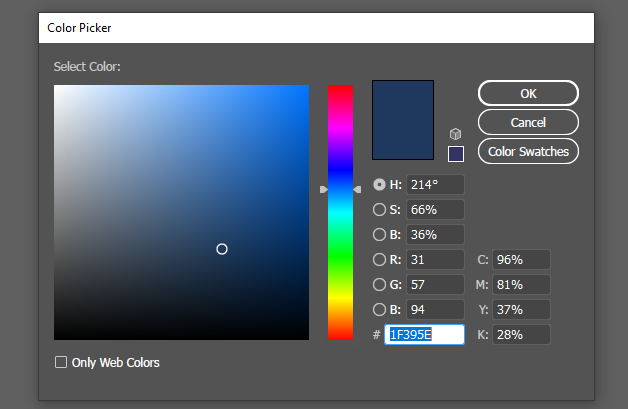 Color Picker
Select Color:
OK
Cancel
Color Swatches
H: 214°
S: 66%
B: 36%
R: 31 C: 96%
G: 57 M: 81%
B: 94 Y: 37%
# 1F395E K: 28%
Only Web Colors